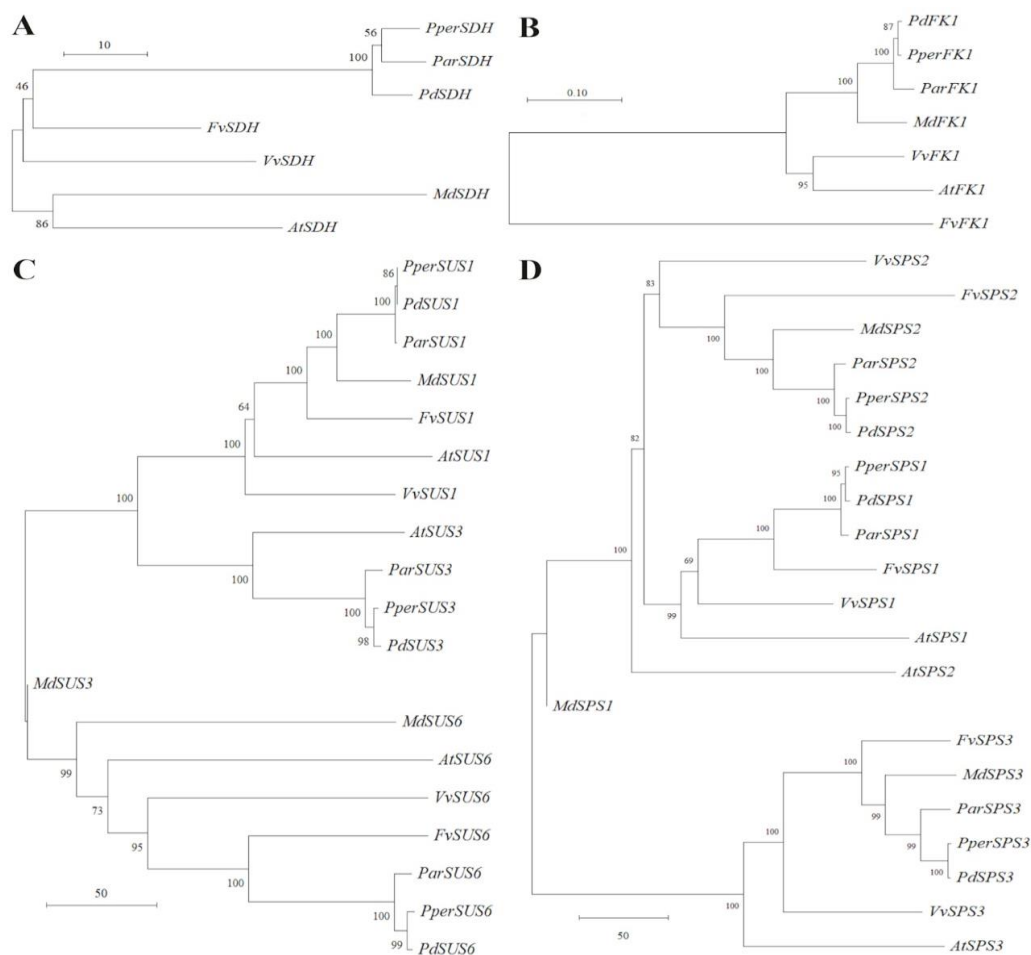 A
10
56
PperSDH
100
ParSDH
PdSDH
46
FvSDH
VvSDH
MdSDH
86
AtSDH
B
0.10
87
PdFK1
100
PperFK1
100
ParFK1
MdFK1
VvFK1
95
AtFK1
FvFK1
C
86
PperSUS1
100
PdSUS1
ParSUS1
100
MdSUS1
100
FvSUS1
64
AtSUS1
100
VvSUS1
100
AtSUS3
100
ParSUS3
100
PperSUS3
98
PdSUS3
MdSUS3
MdSUS6
99
AtSUS6
73
VvSUS6
95
FvSUS6
100
ParSUS6
100
PperSUS6
99
PdSUS6
50
D
VvSPS2
83
FvSPS2
100
MdSPS2
100
ParSPS2
100
PperSPS2
100
PdSPS2
82
PperSPS1
95
PdSPS1
100
ParSPS1
100
FvSPS1
69
VvSPS1
99
AtSPS1
100
AtSPS2
MdSPS1
FvSPS3
100
MdSPS3
99
ParSPS3
99
PperSPS3
100
PdSPS3
100
VvSPS3
100
AtSPS3
50